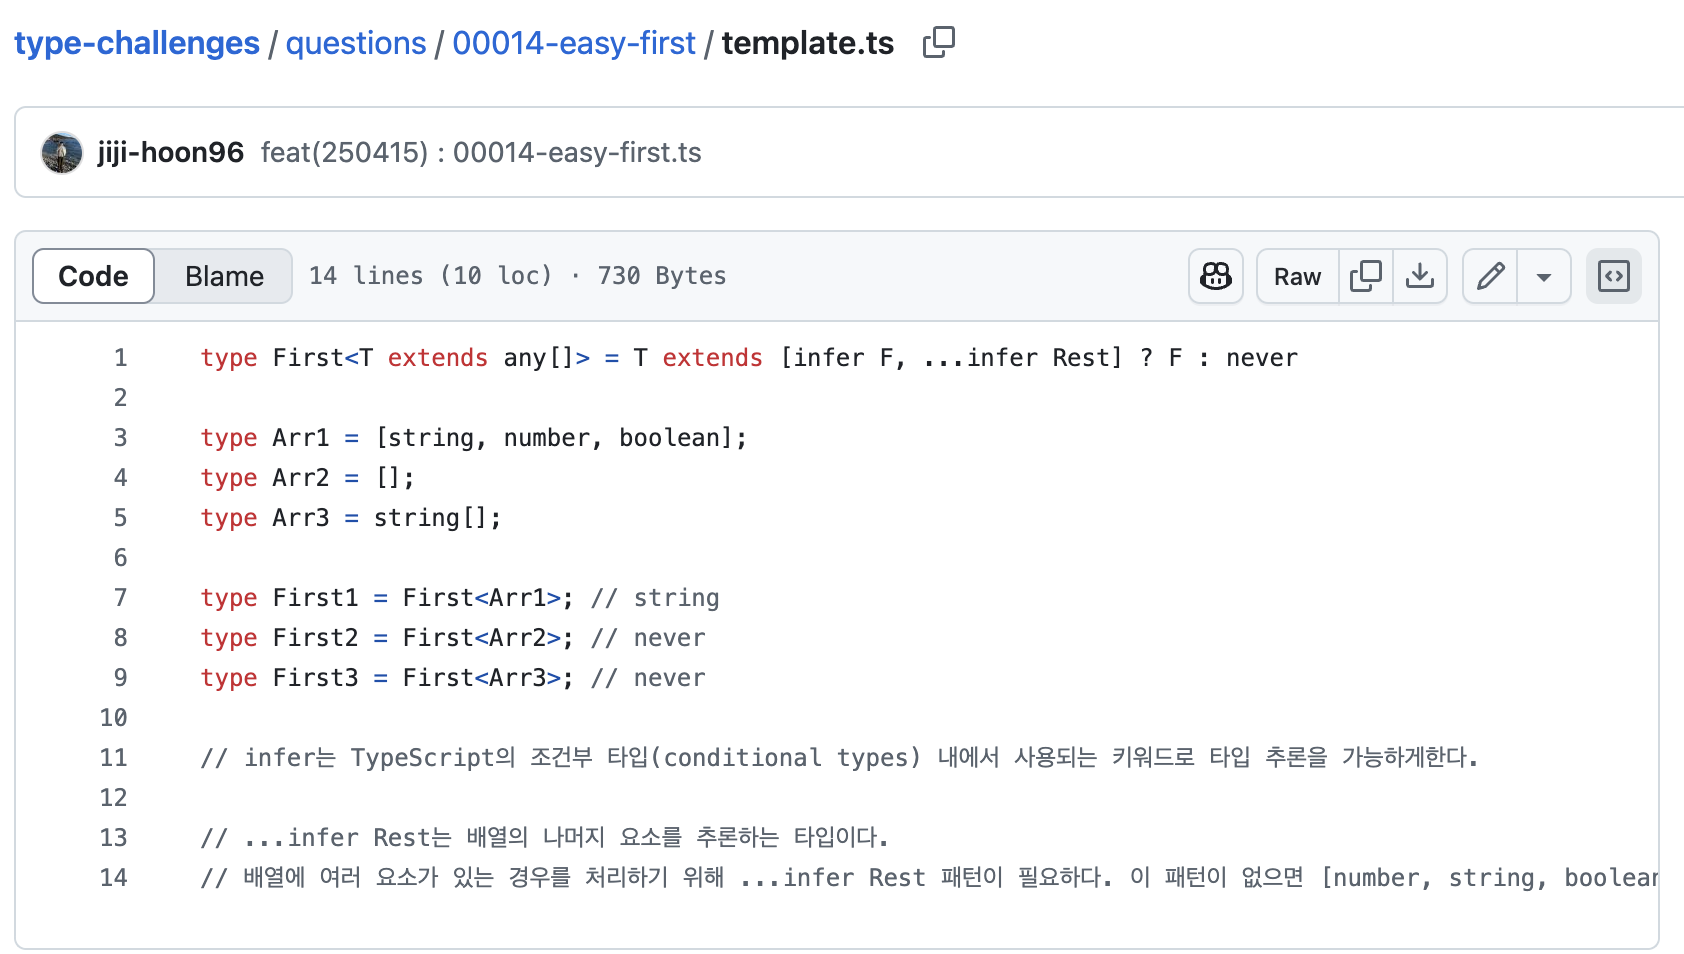 type-challenges / questions / 00014-easy-first / template.ts
jiji-hoon96 feat(250415) : 00014-easy-first.ts
Code Blame 14 lines (10 loc) · 730 Bytes Raw
1 type First<T extends any[]> = T extends [infer F, ...infer Rest] ? F : never
2
3 type Arr1 = [string, number, boolean];
4 type Arr2 = [];
5 type Arr3 = string[];
6
7 type First1 = First<Arr1>; // string
8 type First2 = First<Arr2>; // never
9 type First3 = First<Arr3>; // never
10
11 // infer는 TypeScript의 조건부 타입(conditional types) 내에서 사용되는 키워드로 타입 추론을 가능하게한다.
12
13 // ...infer Rest는 배열의 나머지 요소를 추론하는 타입이다.
14 // 배열에 여러 요소가 있는 경우를 처리하기 위해 ...infer Rest 패턴이 필요하다. 이 패턴이 없으면 [number, string,